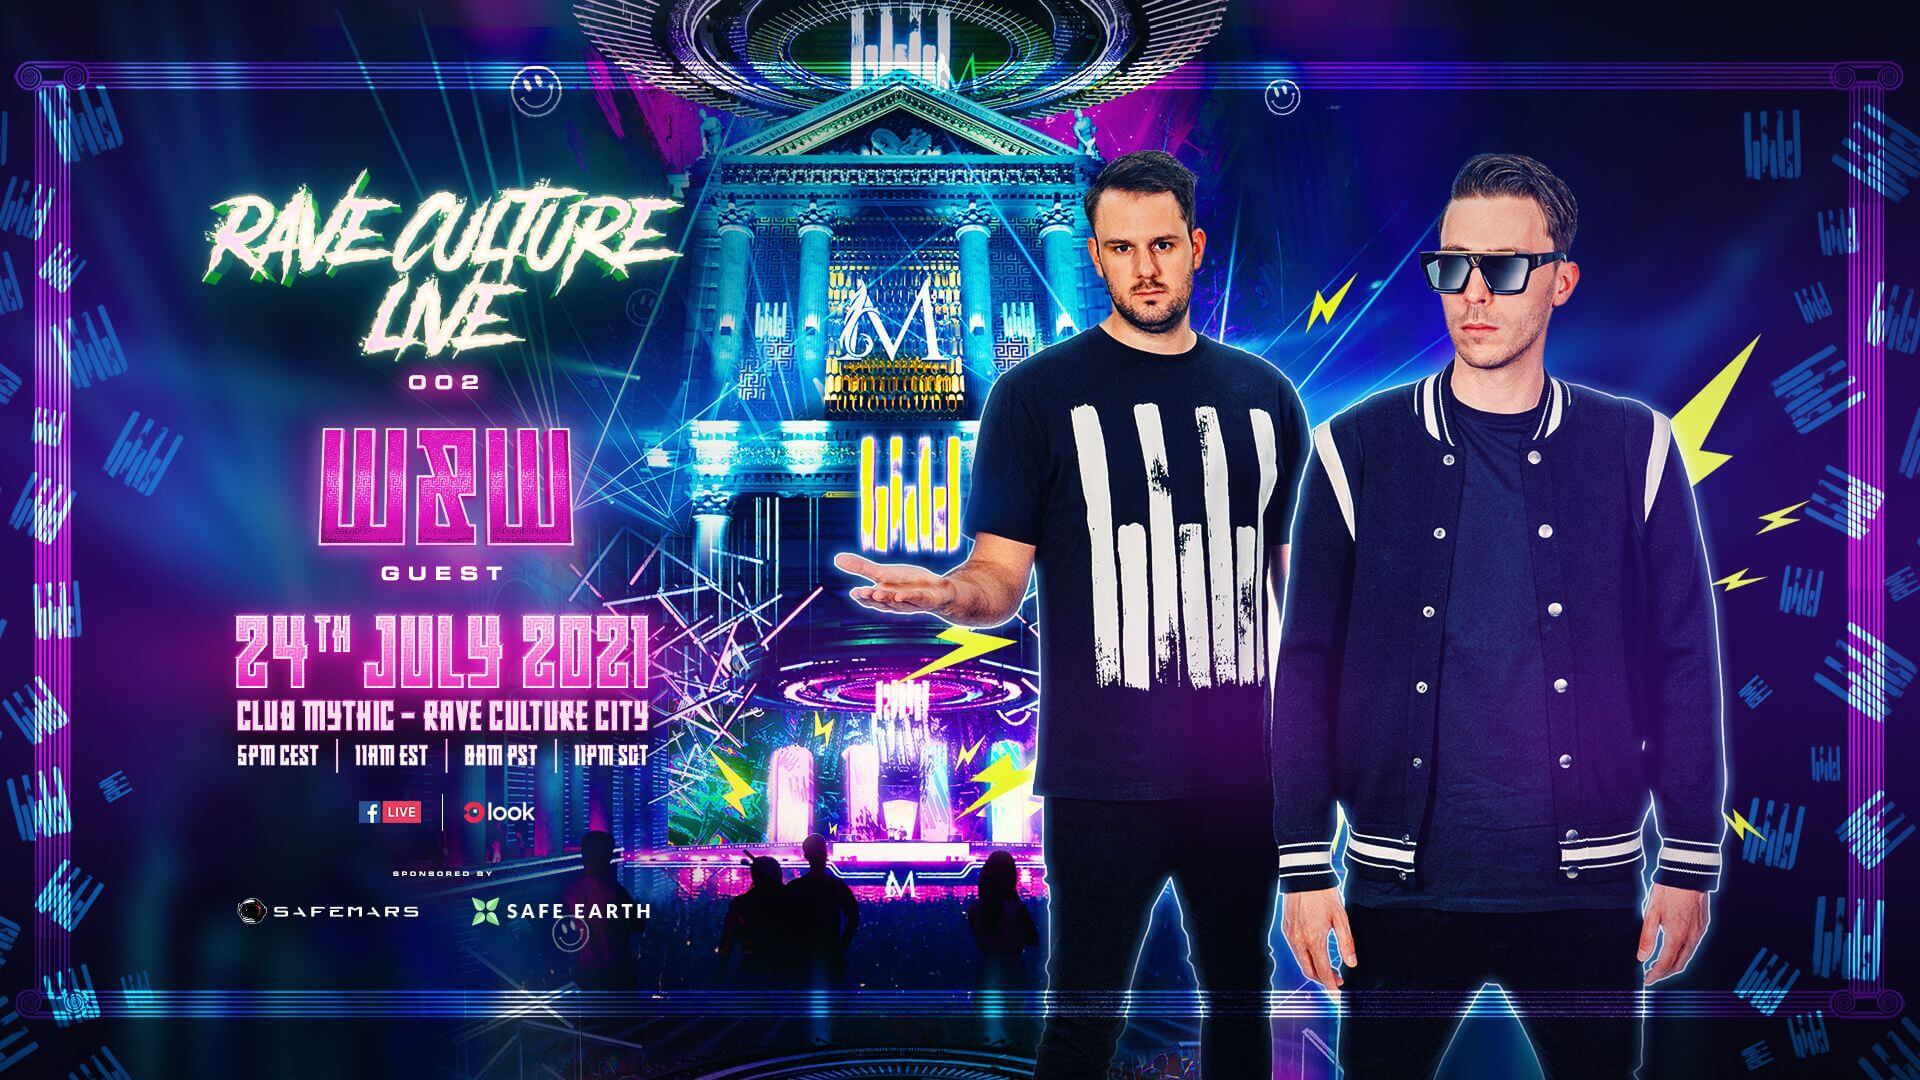 RAVE CULTURE
LIVE
002
W&W
GUEST
24TH JULY 2021
CLUB MYTHIC – RAVE CULTURE CITY
5PM CEST | 11AM EST | 8AM PST | 11PM SGT
f LIVE | look
SPONSORED BY
SAFEMARS SAFE EARTH
M
M